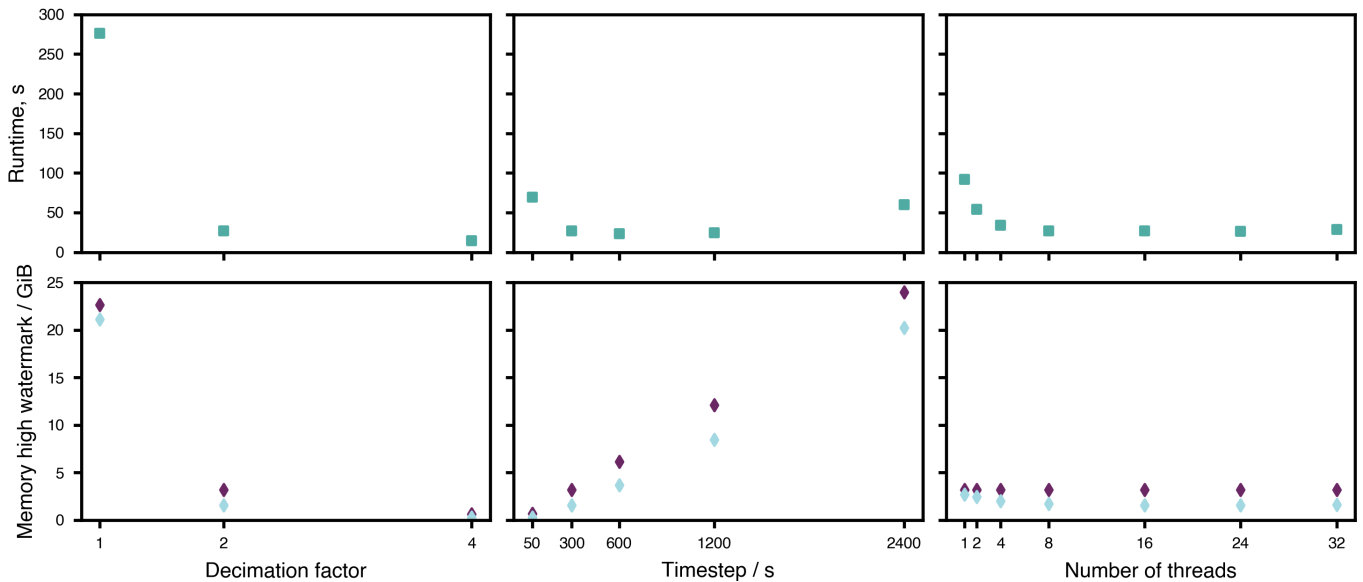 300
250
200
150
100
50
0
Runtime, s
25
20
15
10
5
0
Memory high watermark / GiB
1 2 4
Decimation factor
50 300 600 1200 2400
Timestep / s
1 2 4 8 16 24 32
Number of threads